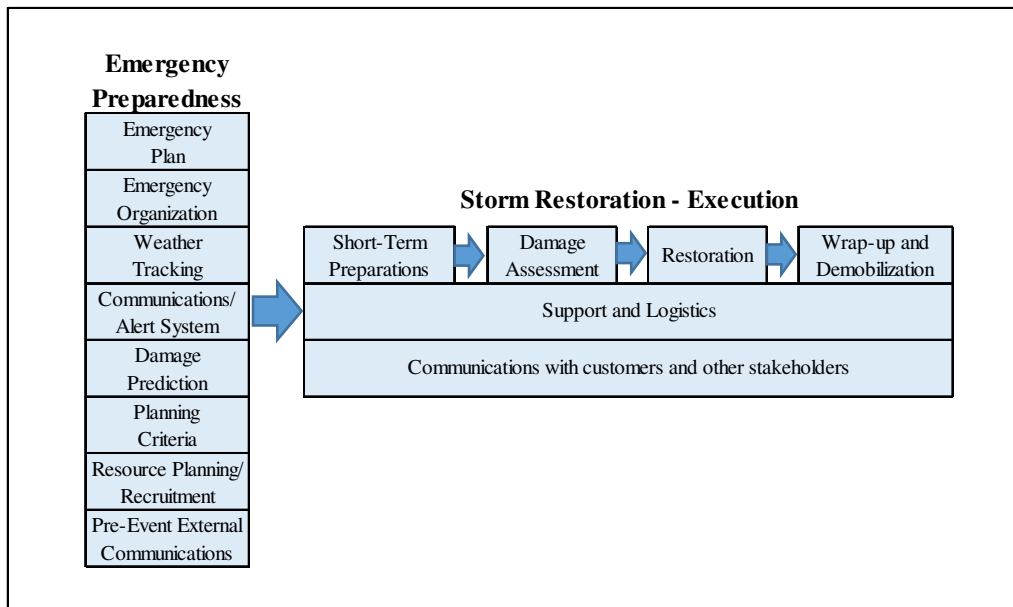 Emergency
Preparedness
Emergency
Plan
Emergency
Organization
Weather
Tracking
Communications/
Alert System
Damage
Prediction
Planning
Criteria
Resource Planning/
Recruitment
Pre-Event External
Communications
Storm Restoration - Execution
Short-Term
Preparations
Damage
Assessment
Restoration
Wrap-up and
Demobilization
Support and Logistics
Communications with customers and other stakeholders